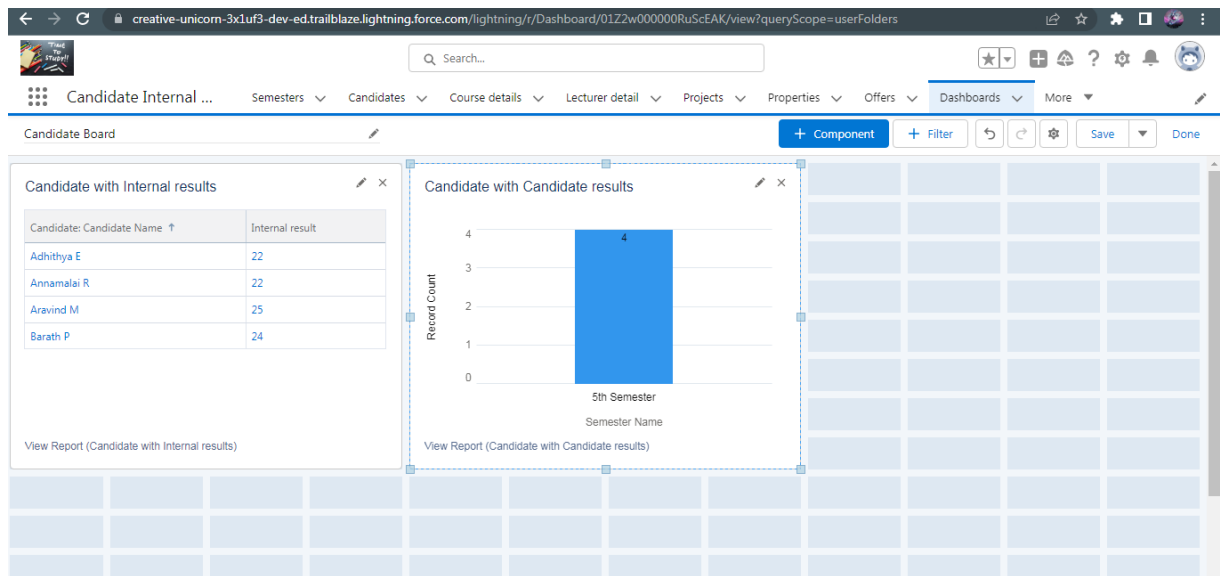 creative-unicorn-3x1uf3-dev-ed.trailblaze.lightning.force.com/lightning/r/Dashboard/01Z2w000000RuScEAK/view?queryScope=userFolders
TIME
TO
STUDY!!
Search...
Candidate Internal ... Semesters Candidates Course details Lecturer detail Projects Properties Offers Dashboards More
Candidate Board + Component + Filter Save Done
Candidate with Internal results
Candidate: Candidate Name ↑ Internal result
Adhithya E 22
Annamalai R 22
Aravind M 25
Barath P 24
View Report (Candidate with Internal results)
Candidate with Candidate results
Record Count
4
3
2
1
0
4
5th Semester
Semester Name
View Report (Candidate with Candidate results)